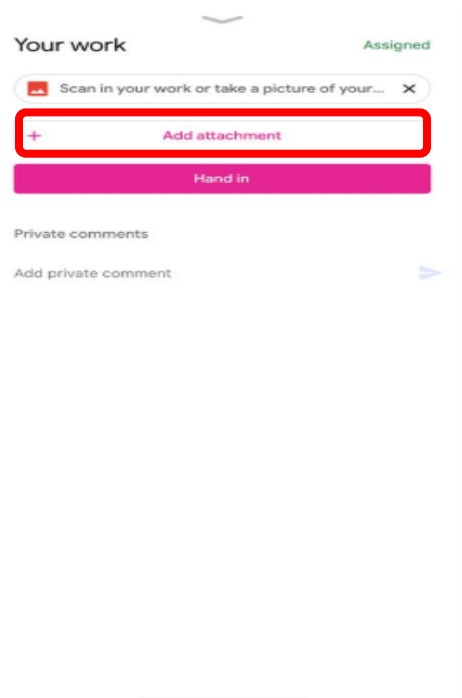 Your work
Assigned
Scan in your work or take a picture of your...
Add attachment
Hand in
Private comments
Add private comment